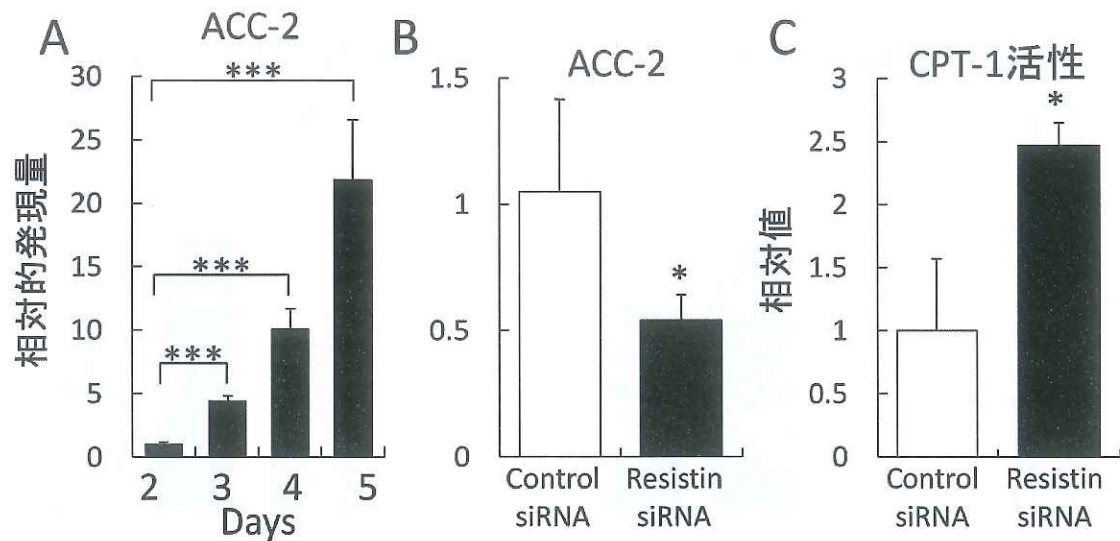 A
ACC-2
***
***
***
相対的発現量
30
25
20
15
10
5
0
2 3 4 5
Days
B
ACC-2
*
1.5
1
0.5
0
Control
siRNA
Resistin
siRNA
C
CPT-1活性
*
相対値
3
2.5
2
1.5
1
0.5
0
Control
siRNA
Resistin
siRNA